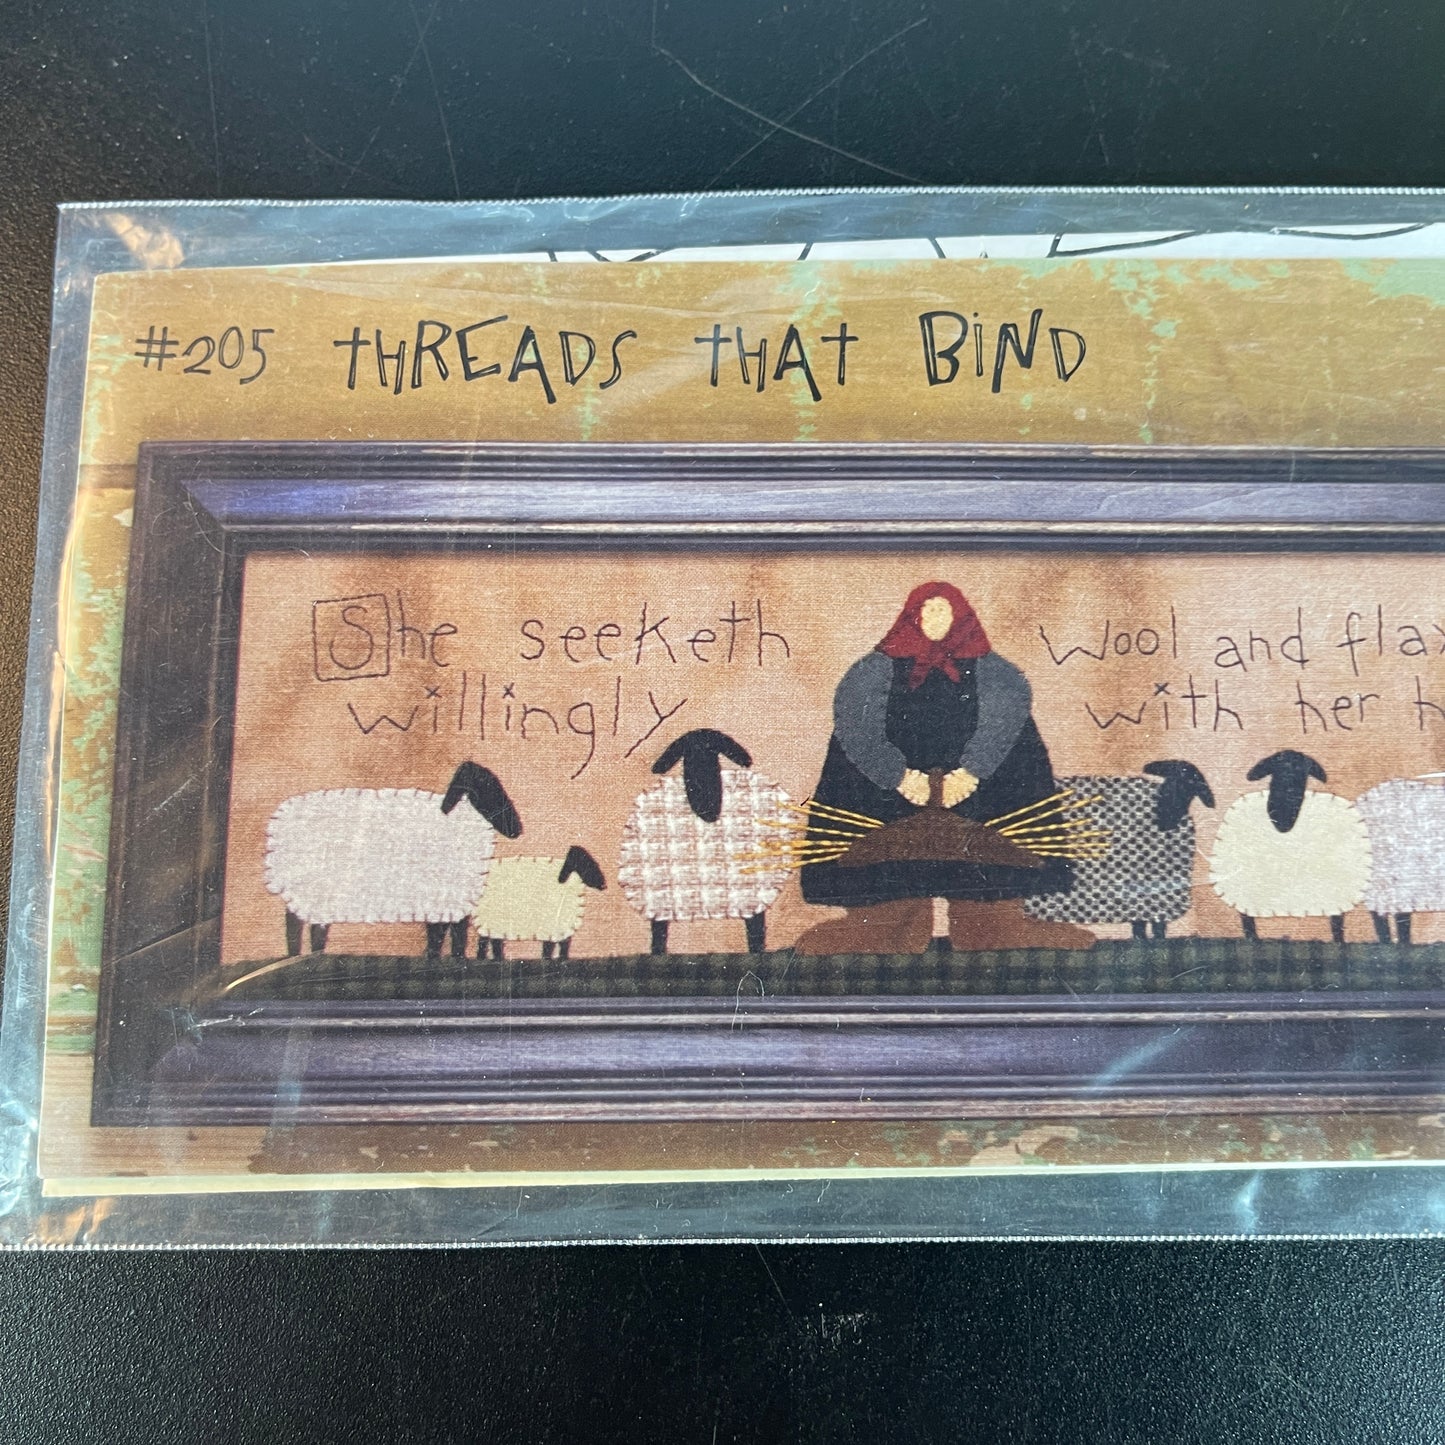 #205 THREADS THAT BIND
She seeketh
willingly
Wool and flax
with her